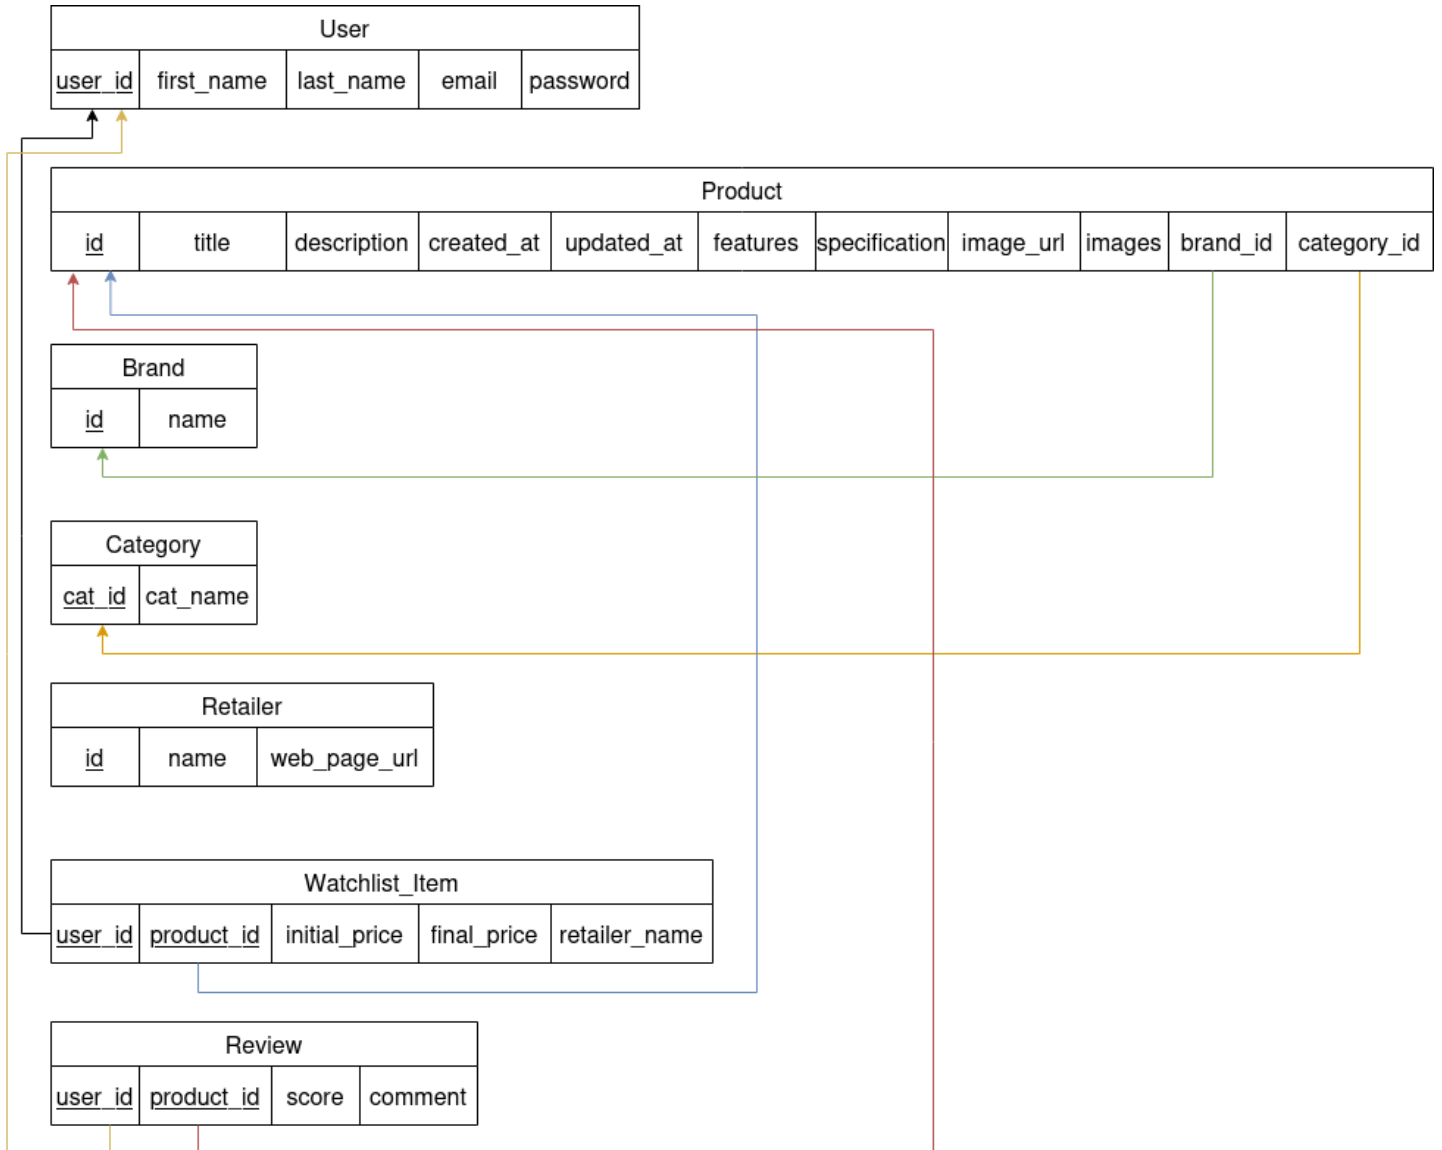 User
user_id first_name last_name email password
Product
id title description created_at updated_at features specification image_url images brand_id category_id
Brand
id name
Category
cat_id cat_name
Retailer
id name web_page_url
Watchlist_Item
user_id product_id initial_price final_price retailer_name
Review
user_id product_id score comment